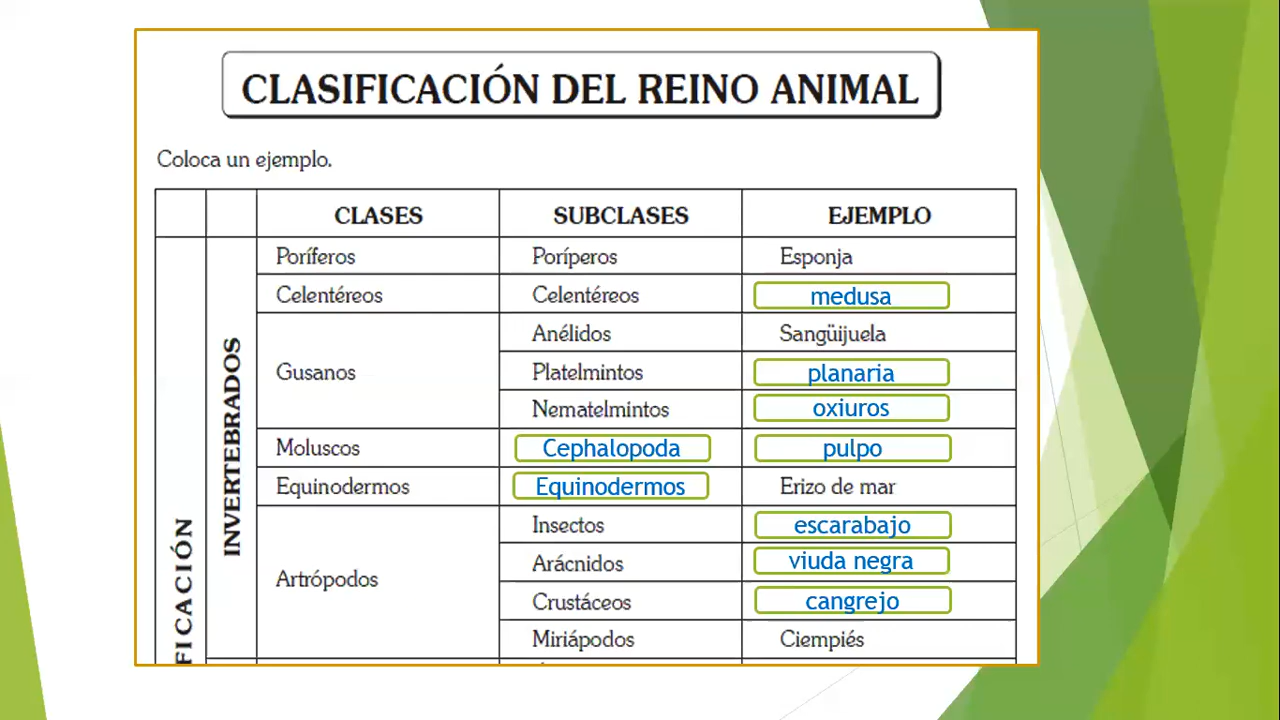 CLASIFICACIÓN DEL REINO ANIMAL
Coloca un ejemplo.
CLASES SUBCLASES EJEMPLO
Poríferos Poríperos Esponja
Celentéreos Celentéreos medusa
Anélidos Sangüijuela
Gusanos Platelmintos planaria
Nematelmintos oxiuros
Moluscos Cephalopoda pulpo
Equinodermos Equinodermos Erizo de mar
Insectos escarabajo
Arácnidos viuda negra
Artrópodos
Crustáceos cangrejo
Miriápodos Ciempiés
INVERTEBRADOS
FICACIÓN